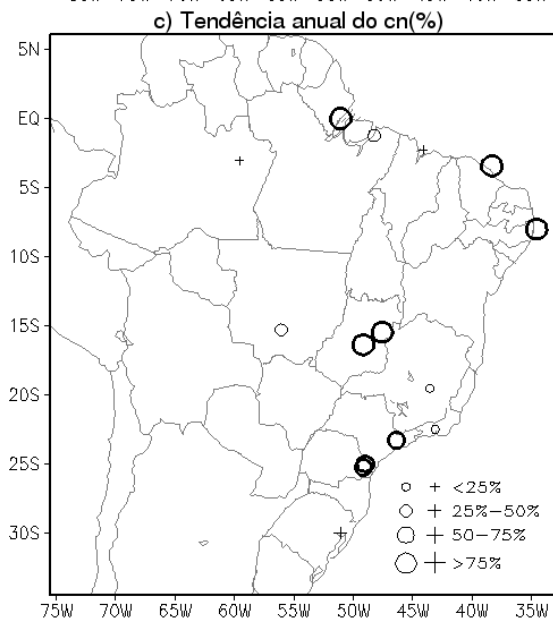 c) Tendência anual do cn(%)
5N
EQ
5S
10S
15S
20S
25S
30S
<25%
25%–50%
50–75%
>75%
75W 70W 65W 60W 55W 50W 45W 40W 35W